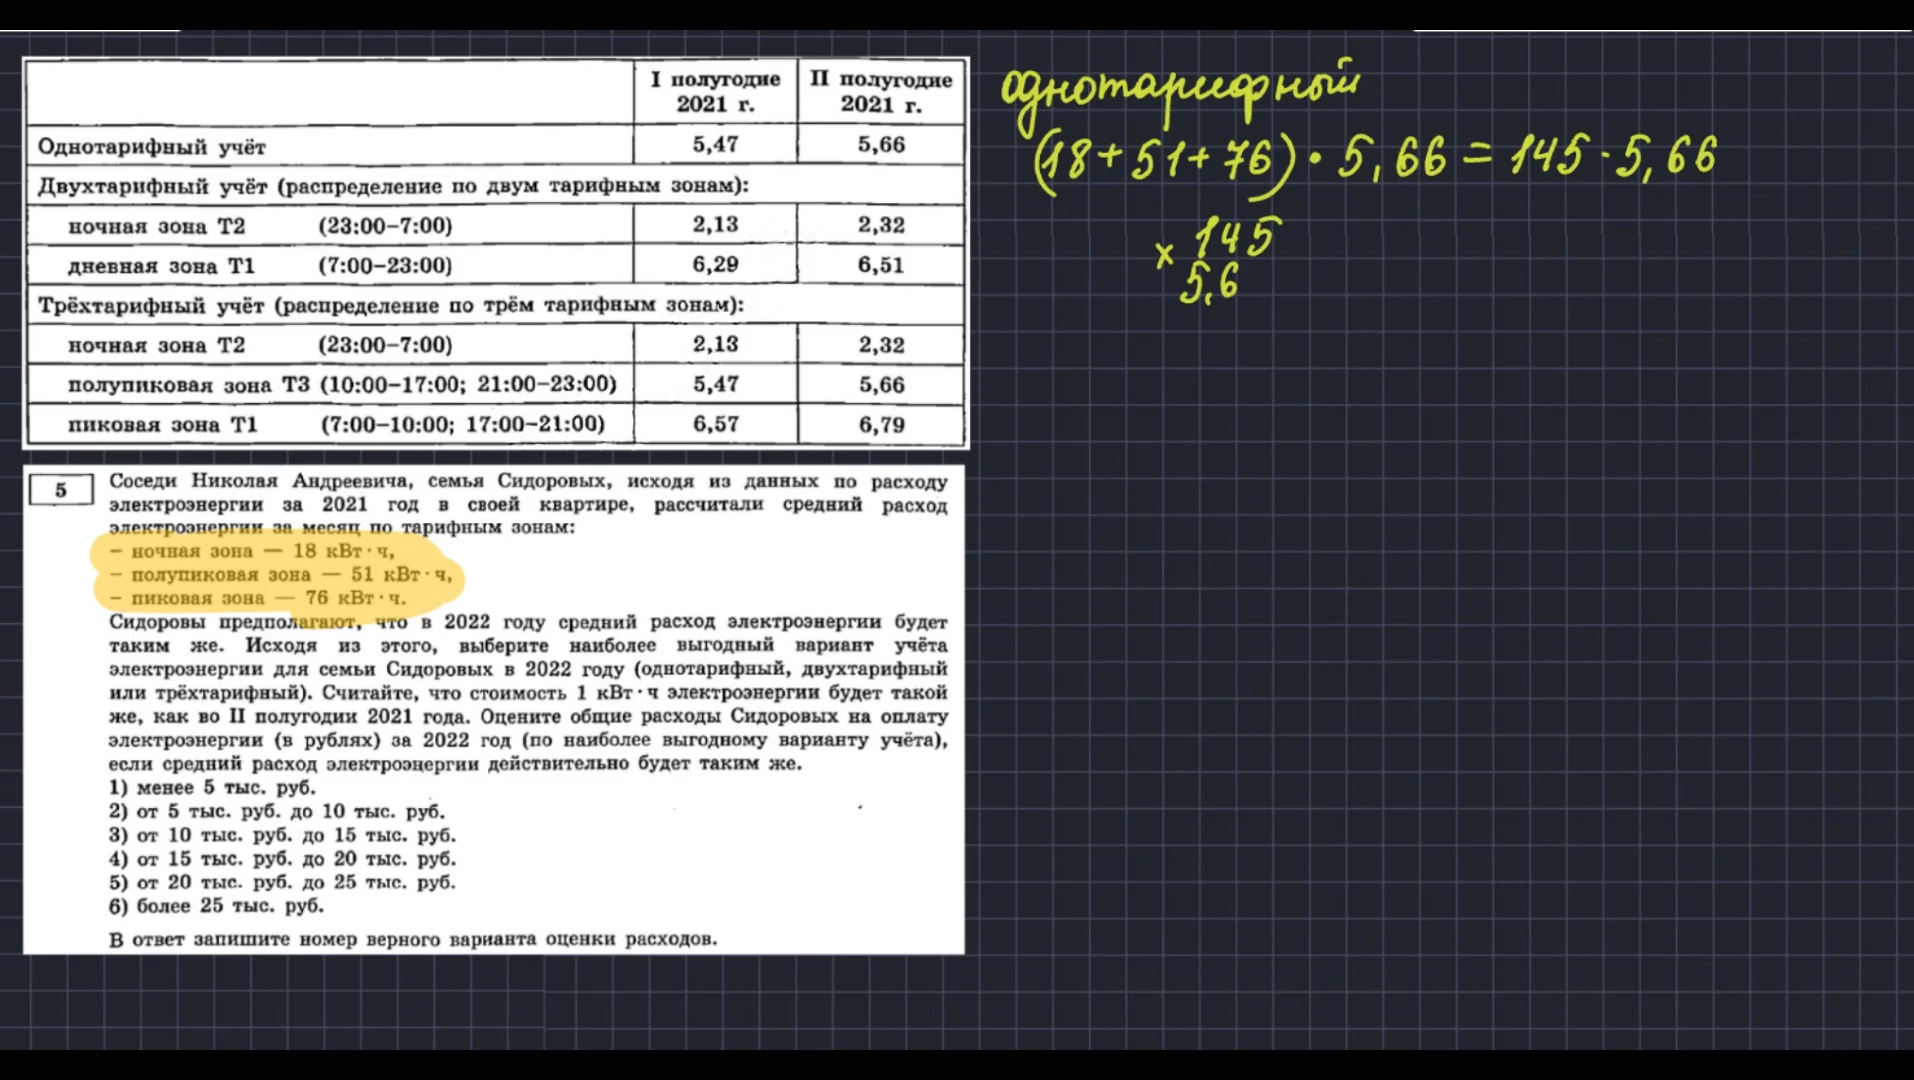 I полугодие 2021 г. II полугодие 2021 г.
Однотарифный учёт 5,47 5,66
Двухтарифный учёт (распределение по двум тарифным зонам):
ночная зона Т2 (23:00–7:00) 2,13 2,32
дневная зона Т1 (7:00–23:00) 6,29 6,51
Трёхтарифный учёт (распределение по трём тарифным зонам):
ночная зона Т2 (23:00–7:00) 2,13 2,32
полупиковая зона Т3 (10:00–17:00; 21:00–23:00) 5,47 5,66
пиковая зона Т1 (7:00–10:00; 17:00–21:00) 6,57 6,79
5
Соседи Николая Андреевича, семья Сидоровых, исходя из данных по расходу
электроэнергии за 2021 год в своей квартире, рассчитали средний расход
электроэнергии за месяц по тарифным зонам:
– ночная зона — 18 кВт·ч,
– полупиковая зона — 51 кВт·ч,
– пиковая зона — 76 кВт·ч.
Сидоровы предполагают, что в 2022 году средний расход электроэнергии будет
таким же. Исходя из этого, выберите наиболее выгодный вариант учёта
электроэнергии для семьи Сидоровых в 2022 году (однотарифный, двухтарифный
или трёхтарифный). Считайте, что стоимость 1 кВт·ч электроэнергии будет такой
же, как во II полугодии 2021 года. Оцените общие расходы Сидоровых на оплату
электроэнергии (в рублях) за 2022 год (по наиболее выгодному варианту учёта),
если средний расход электроэнергии действительно будет таким же.
1) менее 5 тыс. руб.
2) от 5 тыс. руб. до 10 тыс. руб.
3) от 10 тыс. руб. до 15 тыс. руб.
4) от 15 тыс. руб. до 20 тыс. руб.
5) от 20 тыс. руб. до 25 тыс. руб.
6) более 25 тыс. руб.
В ответ запишите номер верного варианта оценки расходов.
однотарифный
(18+51+76)·5,66=145·5,66
× 145
5,6